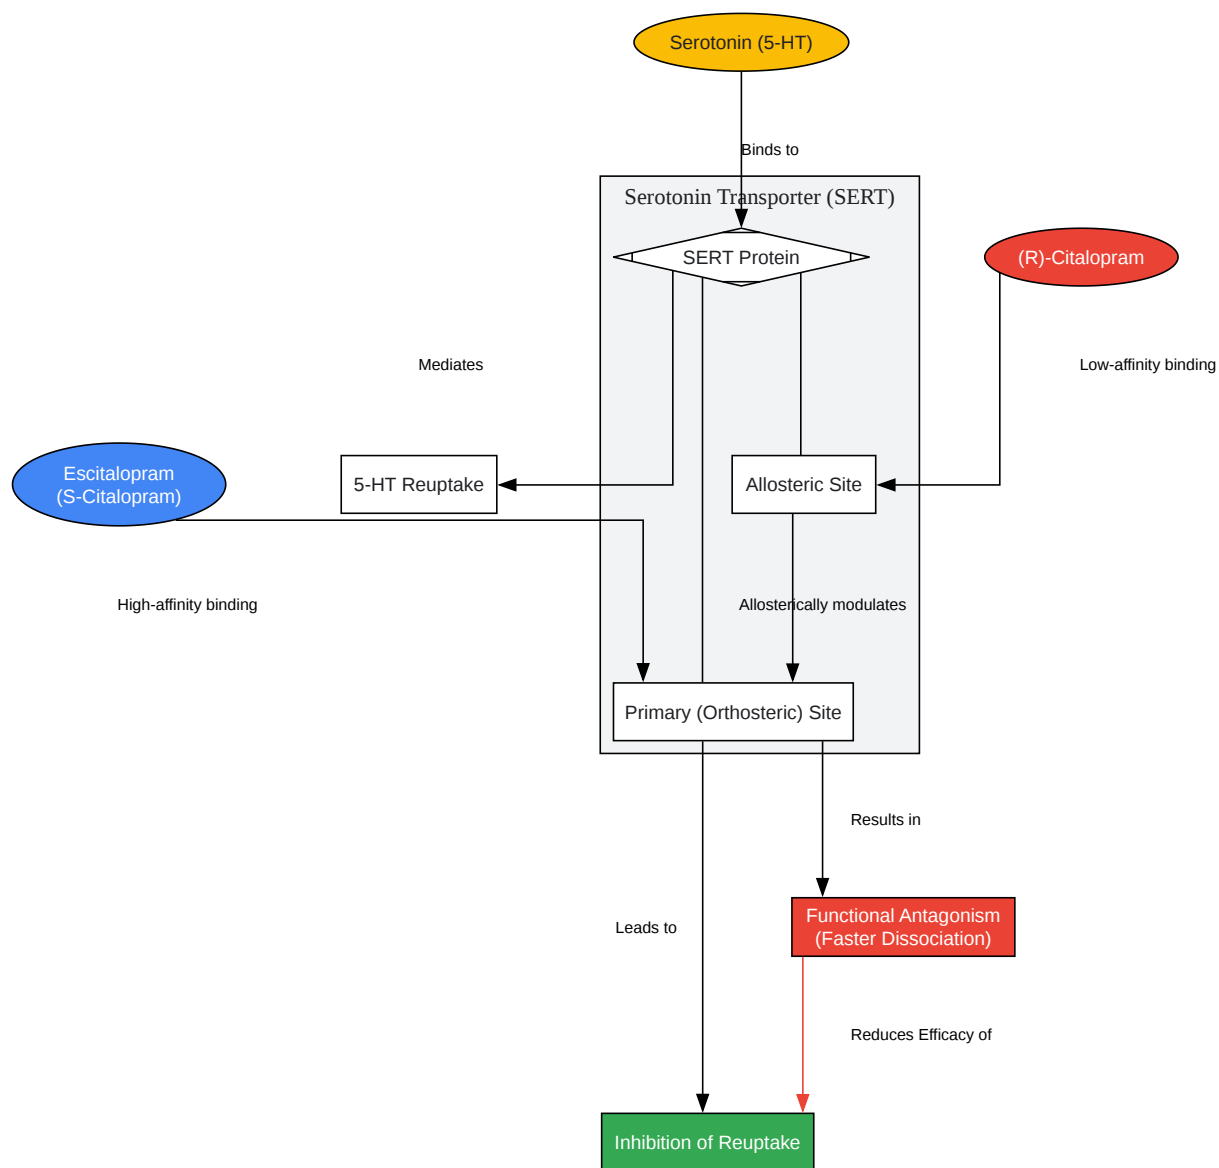 Serotonin (5-HT)
Binds to
Serotonin Transporter (SERT)
SERT Protein
(R)-Citalopram
Mediates
Low-affinity binding
Escitalopram
(S-Citalopram)
5-HT Reuptake
Allosteric Site
High-affinity binding
Allosterically modulates
Primary (Orthosteric) Site
Results in
Functional Antagonism
(Faster Dissociation)
Leads to
Reduces Efficacy of
Inhibition of Reuptake